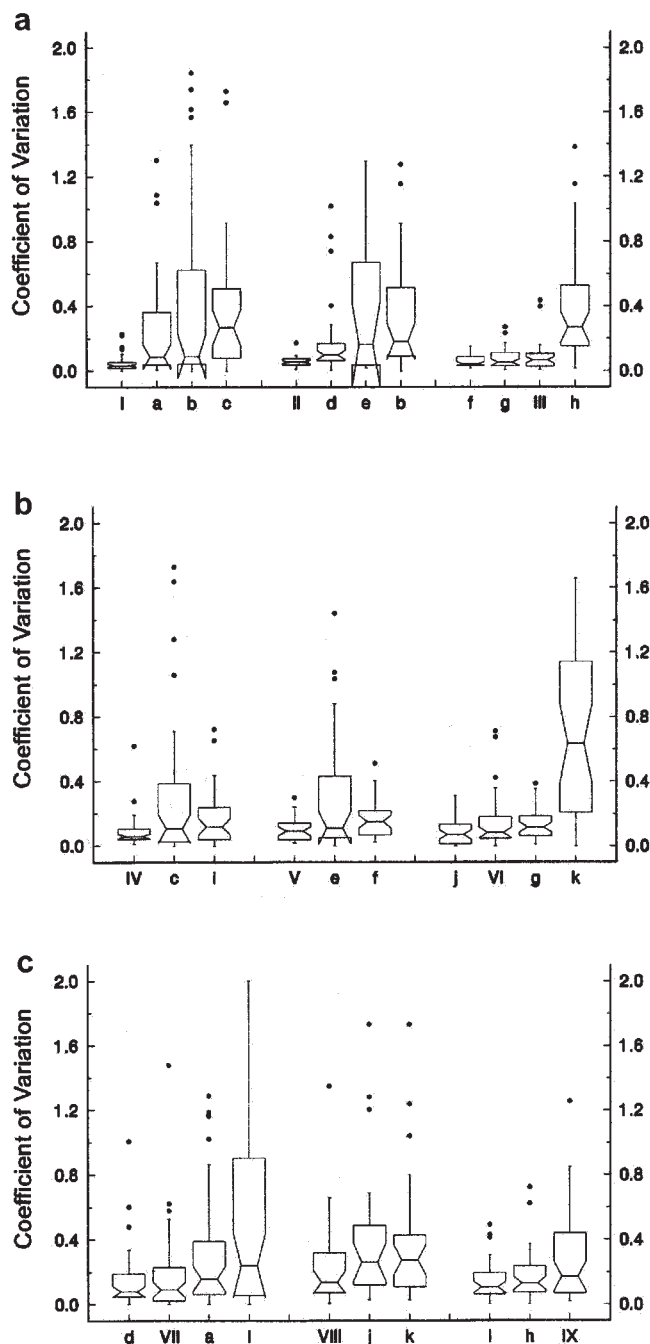 a
2.0 2.0
1.6 1.6
1.2 1.2
0.8 0.8
0.4 0.4
0.0 0.0
Coefficient of Variation
I a b c II d e b f g III h
b
2.0 2.0
1.6 1.6
1.2 1.2
0.8 0.8
0.4 0.4
0.0 0.0
Coefficient of Variation
IV c i V e f j VI g k
c
2.0 2.0
1.6 1.6
1.2 1.2
0.8 0.8
0.4 0.4
0.0 0.0
Coefficient of Variation
d VII a l VIII j k i h IX